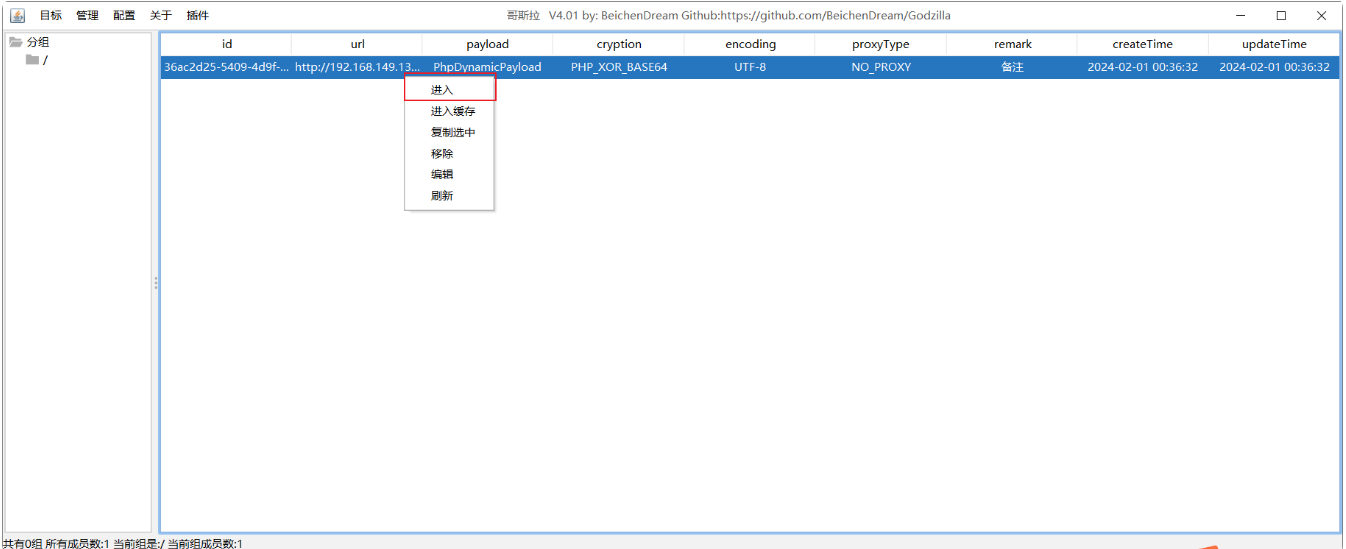 目标 管理 配置 关于 插件 哥斯拉 V4.01 by: BeichenDream Github:https://github.com/BeichenDream/Godzilla
分组
/
id url payload cryption encoding proxyType remark createTime updateTime
36ac2d25-5409-4d9f-... http://192.168.149.13... PhpDynamicPayload PHP_XOR_BASE64 UTF-8 NO_PROXY 备注 2024-02-01 00:36:32 2024-02-01 00:36:32
进入
进入缓存
复制选中
移除
编辑
刷新
共有0组 所有成员数:1 当前组是:/ 当前组成员数:1